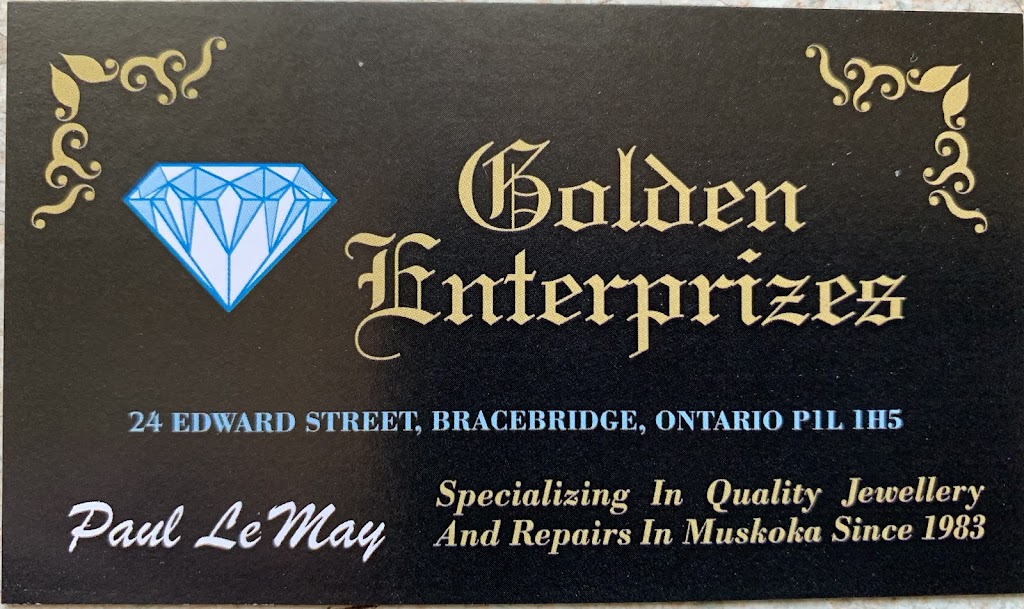 Golden
Enterprizes
24 EDWARD STREET, BRACEBRIDGE, ONTARIO P1L 1H5
Paul LeMay
Specializing In Quality Jewellery
And Repairs In Muskoka Since 1983